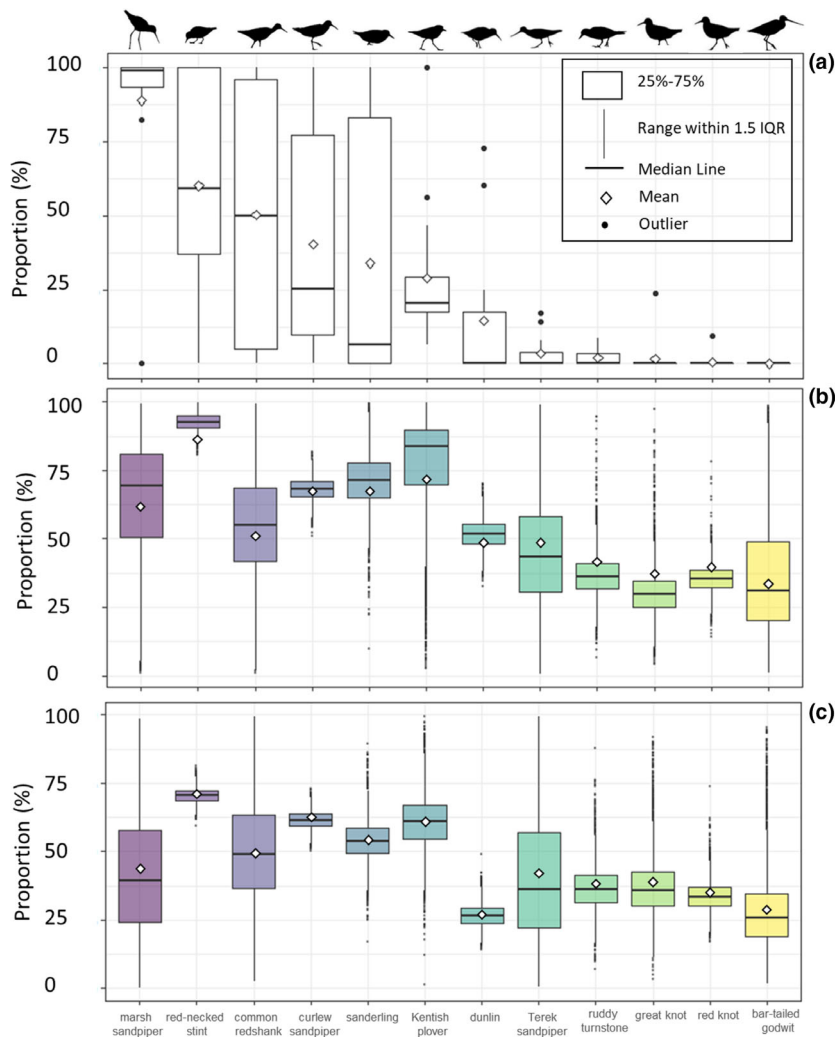 (a)
100
75
50
25
0
Proportion (%)
25%-75%
Range within 1.5 IQR
Median Line
Mean
Outlier
(b)
100
75
50
25
0
Proportion (%)
(c)
100
75
50
25
0
Proportion (%)
marsh
sandpiper
red-necked
stint
common
redshank
curlew
sandpiper
sanderling
Kentish
plover
dunlin
Terek
sandpiper
ruddy
turnstone
great knot
red knot
bar-tailed
godwit